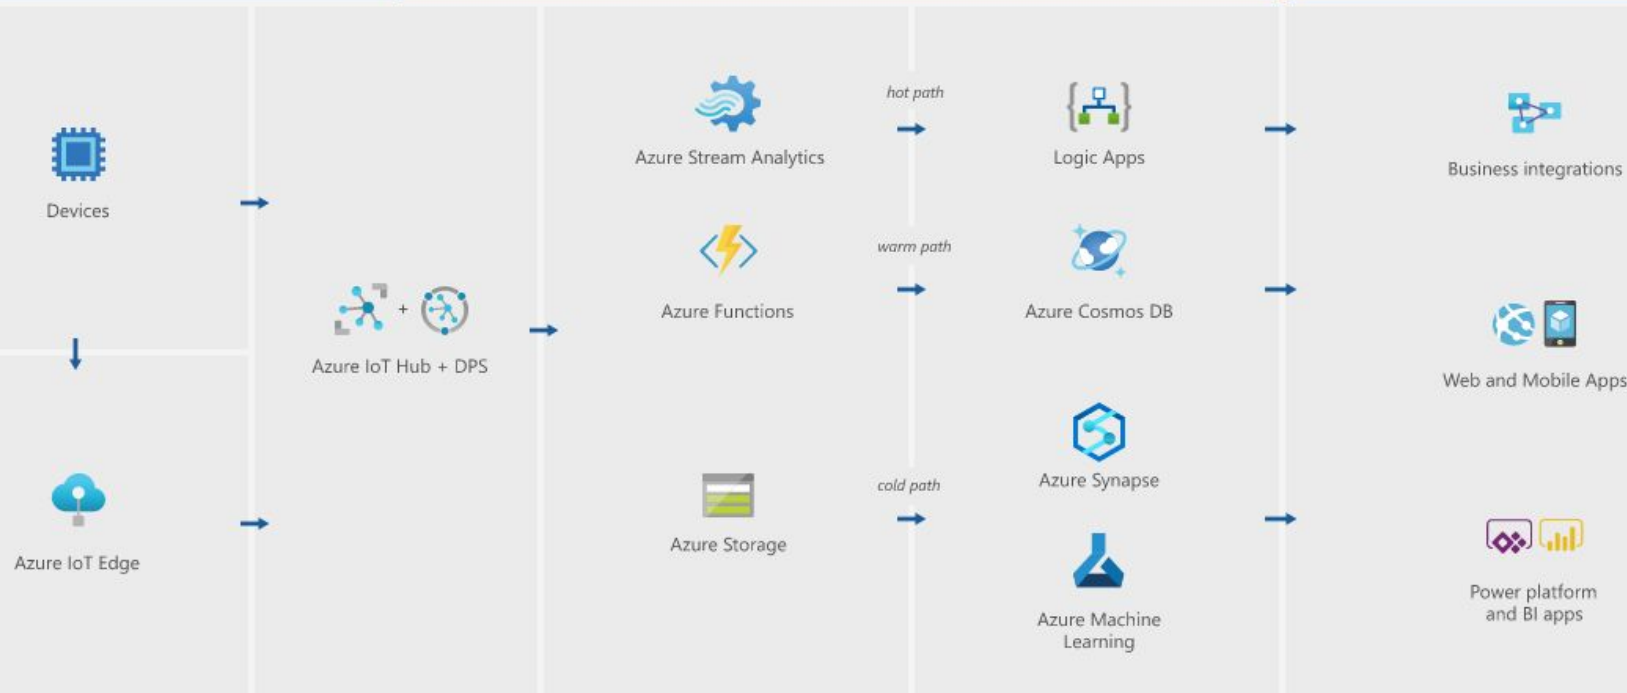 Devices
Azure IoT Edge
+
Azure IoT Hub + DPS
Azure Stream Analytics
Azure Functions
Azure Storage
hot path
warm path
cold path
Logic Apps
Azure Cosmos DB
Azure Synapse
Azure Machine
Learning
Business integrations
Web and Mobile Apps
Power platform
and BI apps